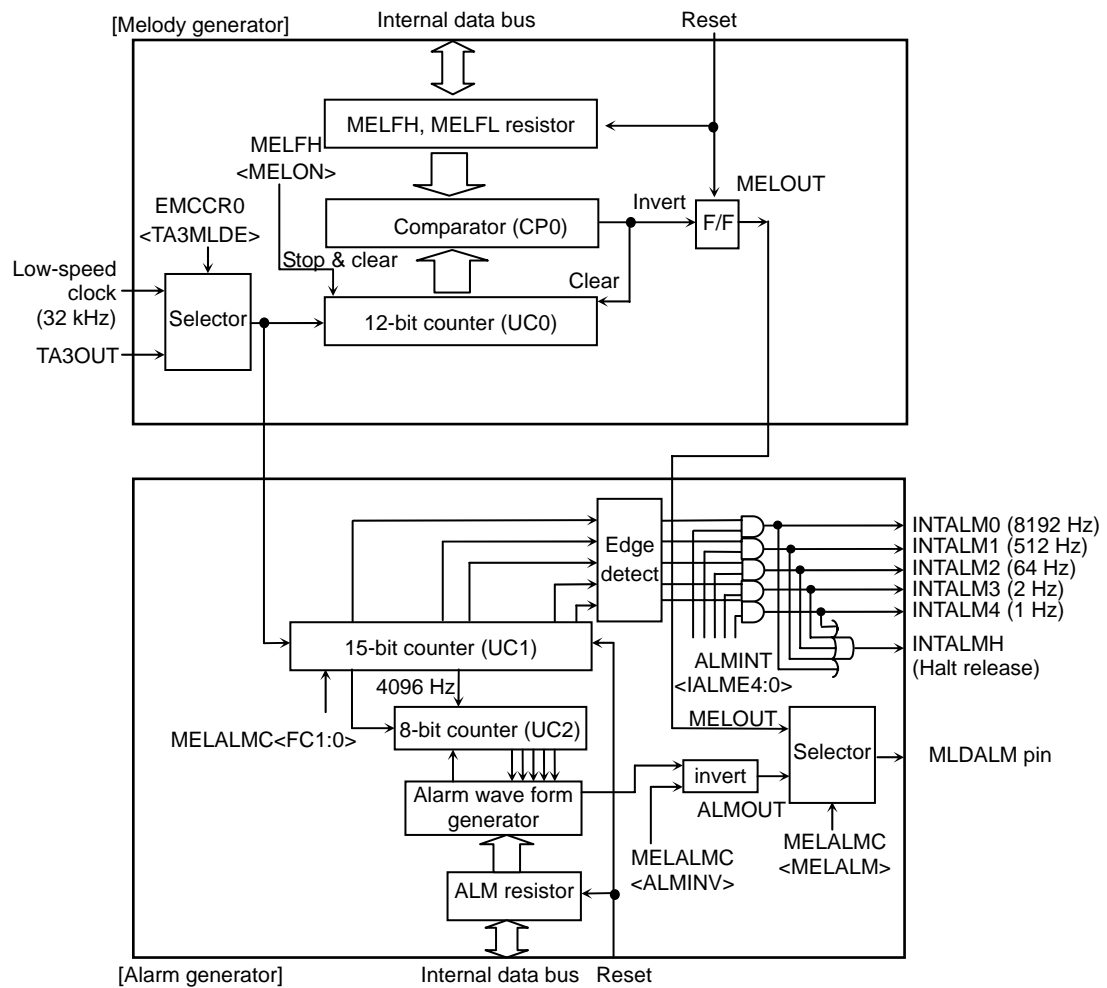 [Melody generator]
Internal data bus
Reset
MELFH, MELFL resistor
MELFH
<MELON>
MELOUT
EMCCR0
<TA3MLDE>
Invert
F/F
Comparator (CP0)
Stop & clear
Clear
Low-speed
clock
(32 kHz)
Selector
12-bit counter (UC0)
TA3OUT
Edge
detect
INTALM0 (8192 Hz)
INTALM1 (512 Hz)
INTALM2 (64 Hz)
INTALM3 (2 Hz)
INTALM4 (1 Hz)
15-bit counter (UC1)
ALMINT
<IALME4:0>
INTALMH
(Halt release)
4096 Hz
MELALMC<FC1:0>
8-bit counter (UC2)
MELOUT
Selector
MLDALM pin
invert
Alarm wave form
generator
ALMOUT
MELALMC
<ALMINV>
MELALMC
<MELALM>
ALM resistor
[Alarm generator]
Internal data bus
Reset